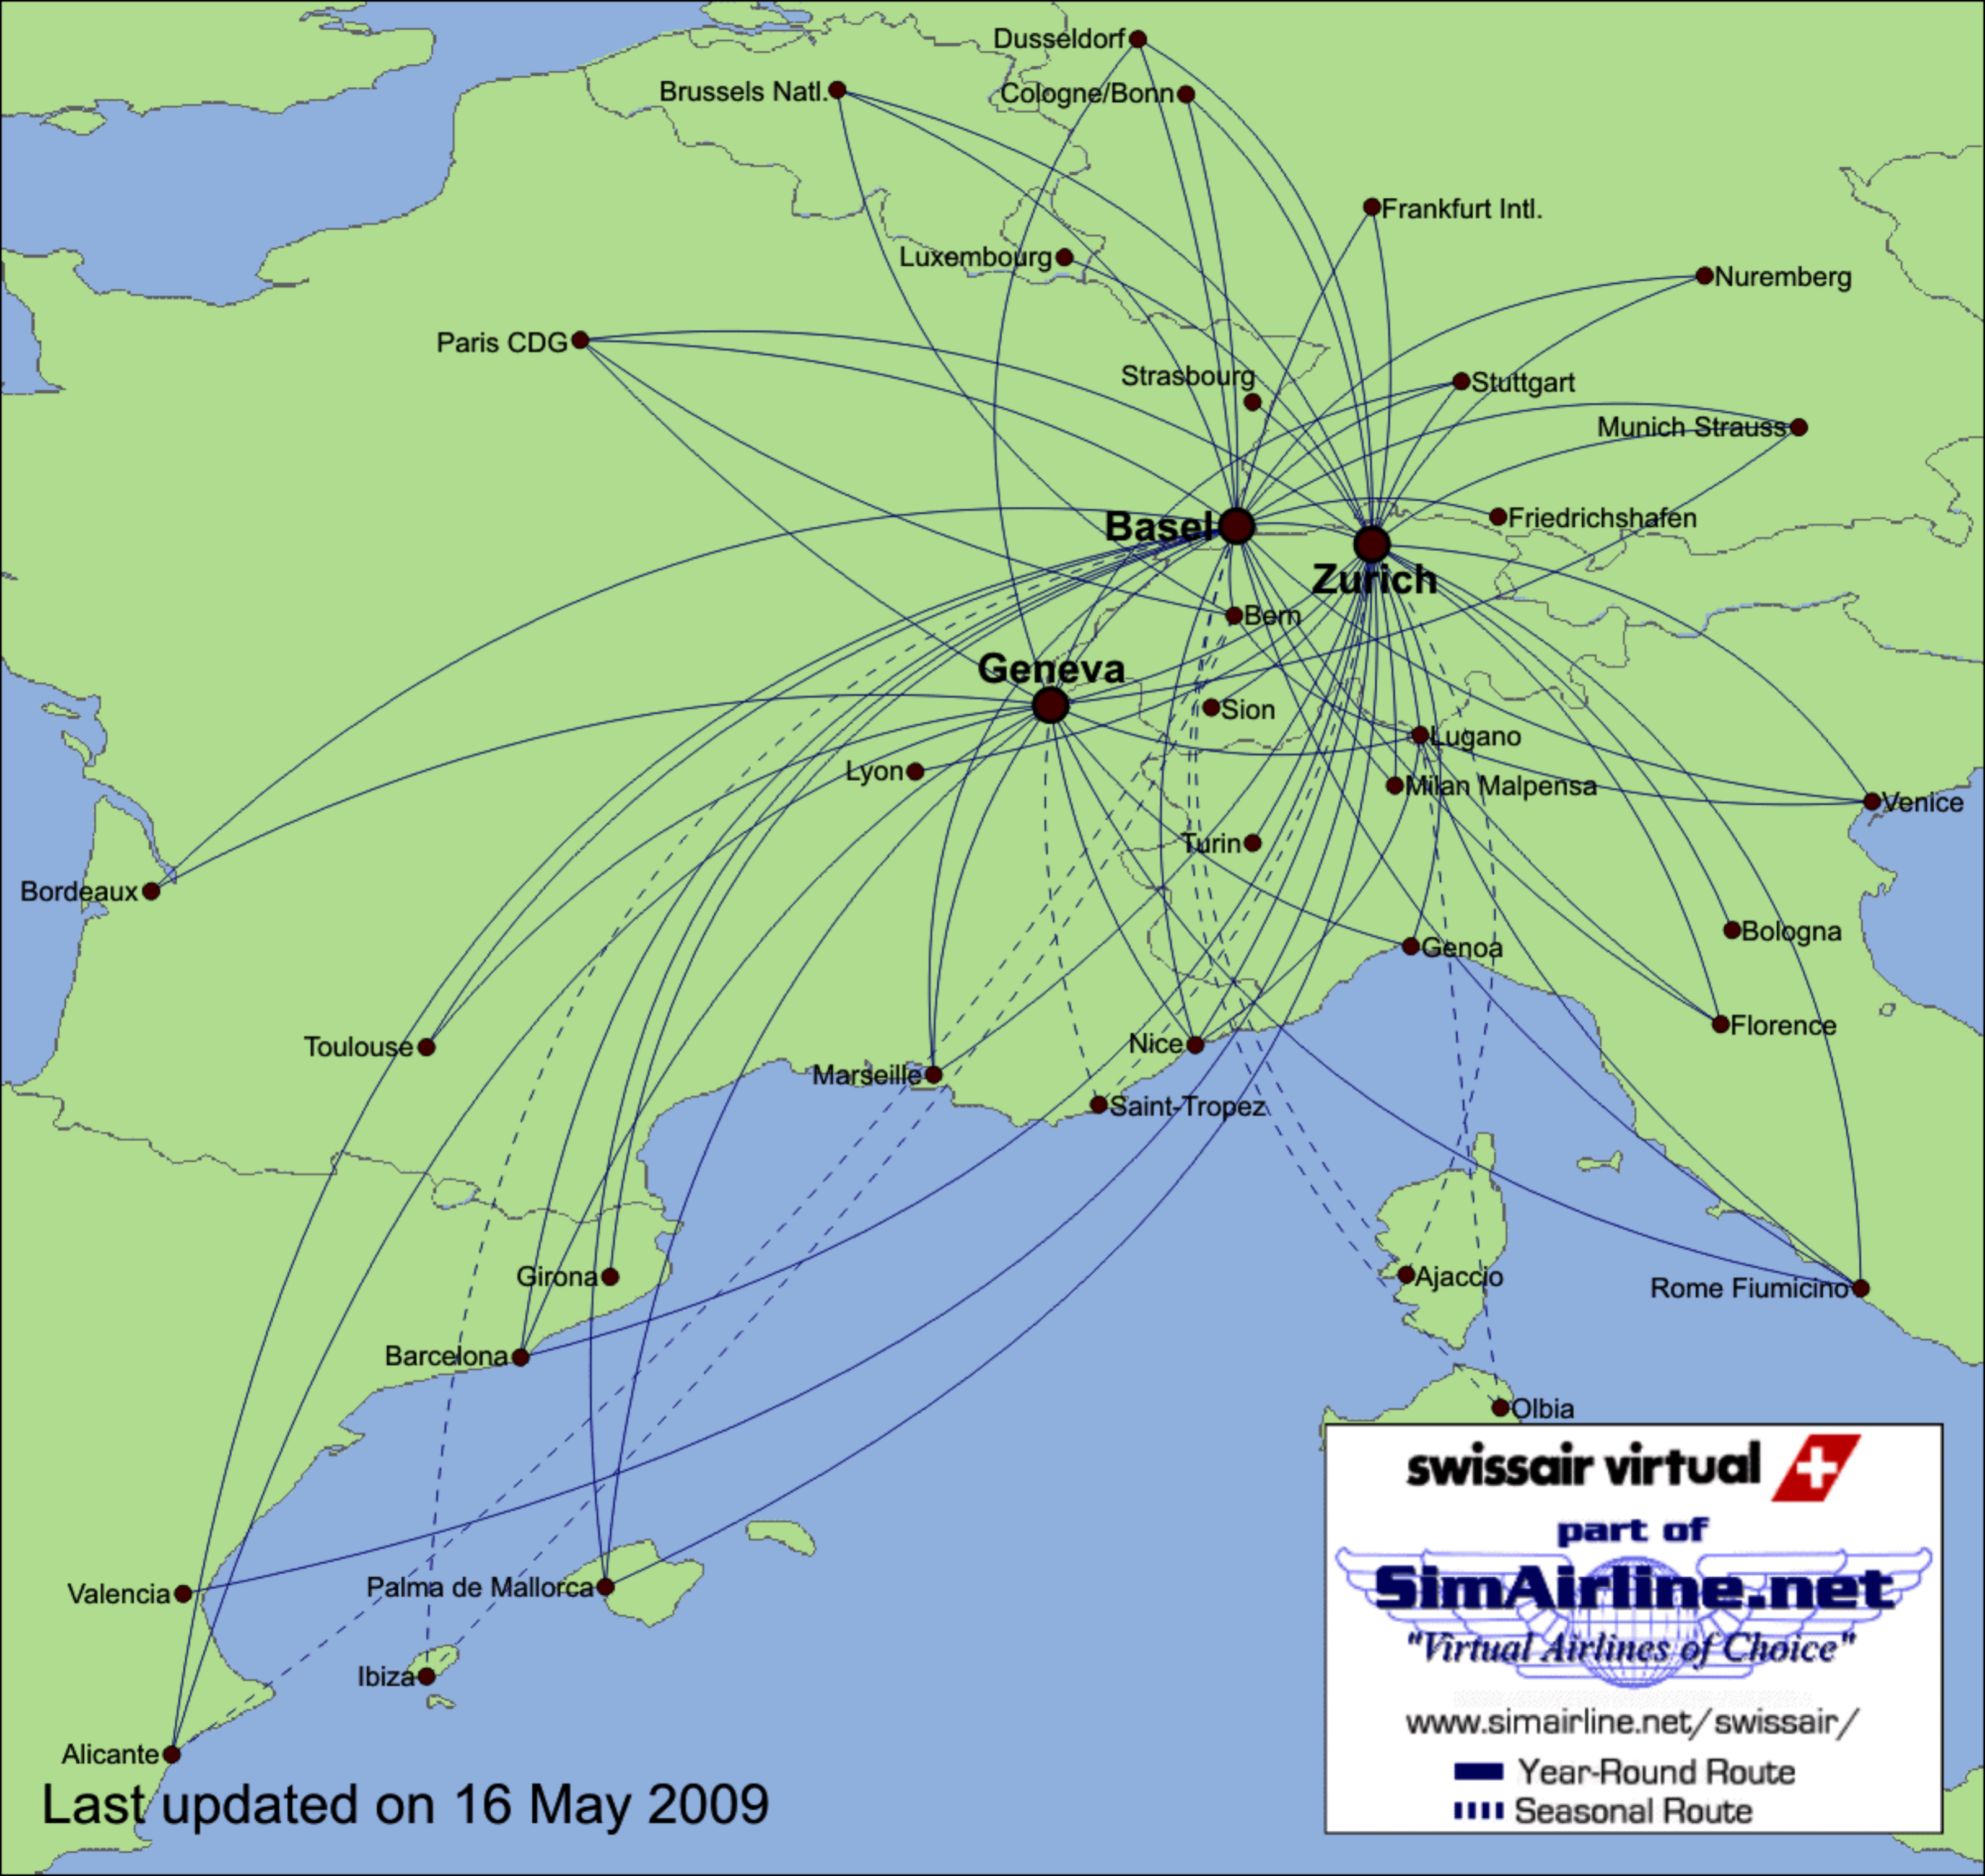 Dusseldorf
Brussels Natl.
Cologne/Bonn
Frankfurt Intl.
Luxembourg
Nuremberg
Paris CDG
Strasbourg
Stuttgart
Munich Strauss
Basel
Friedrichshafen
Zurich
Bern
Geneva
Sion
Lugano
Lyon
Milan Malpensa
Venice
Turin
Bordeaux
Bologna
Genoa
Florence
Toulouse
Nice
Marseille
Saint-Tropez
Girona
Ajaccio
Rome Fiumicino
Barcelona
Olbia
swissair virtual
part of
SimAirline.net
"Virtual Airlines of Choice"
www.simairline.net/swissair/
Year-Round Route
Seasonal Route
Valencia
Palma de Mallorca
Ibiza
Alicante
Last updated on 16 May 2009